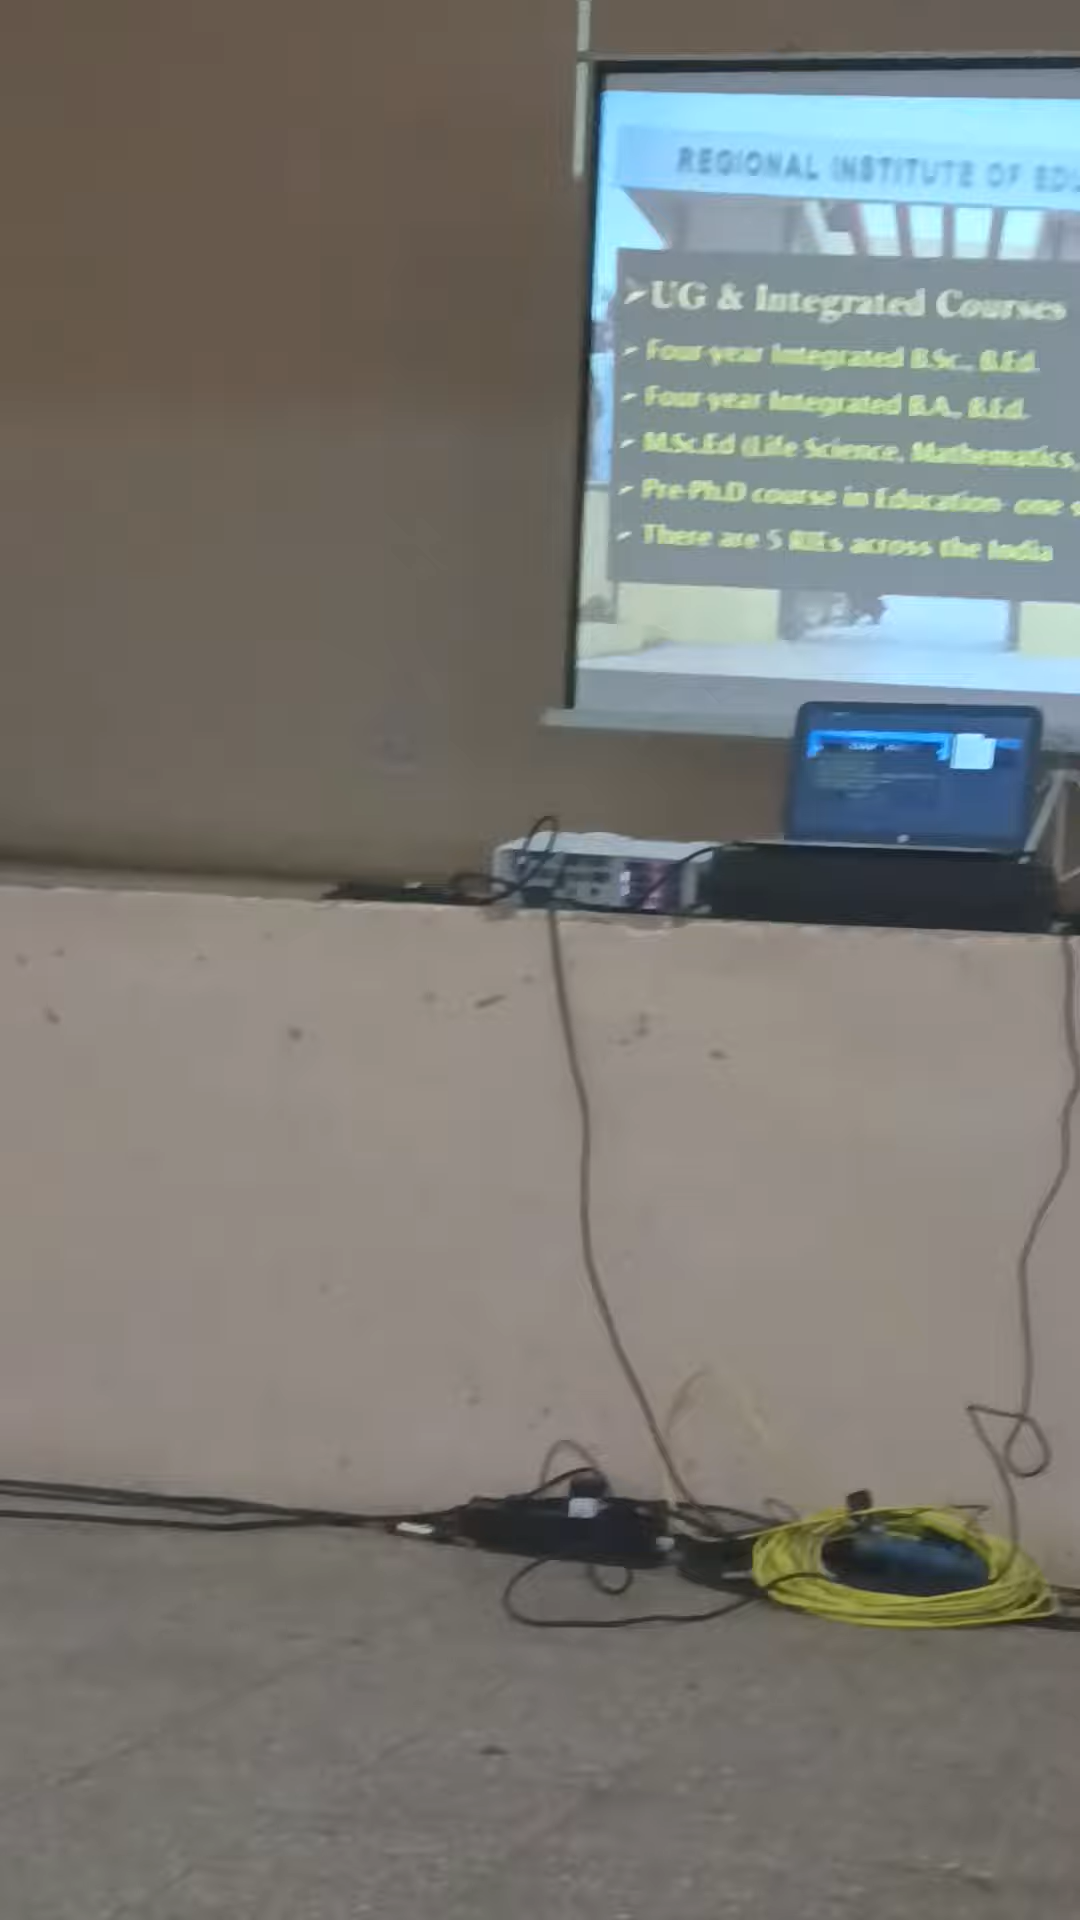 REGIONAL INSTITUTE OF EDU
➢UG & Integrated Courses
Four-year Integrated B.Sc., B.Ed.
Four-year Integrated B.A., B.Ed.
M.Sc.Ed (Life Science, Mathematics,
Pre-Ph.D course in Education- one s
There are 5 RIEs across the India